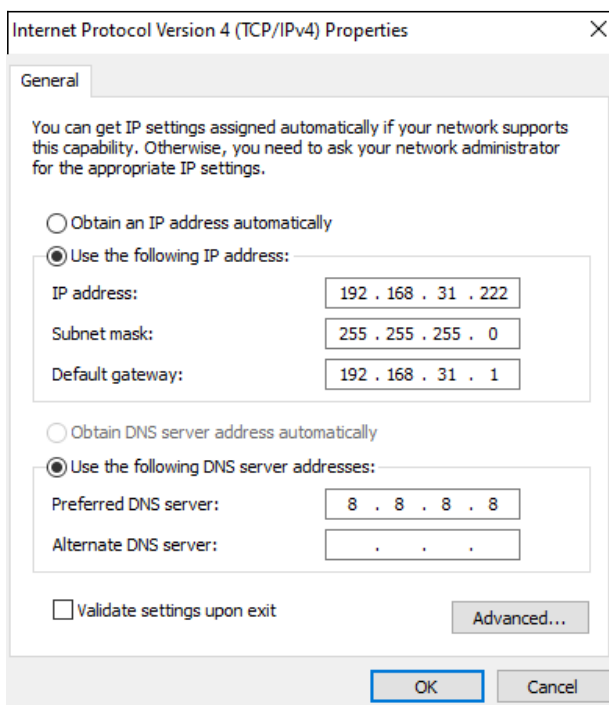 Internet Protocol Version 4 (TCP/IPv4) Properties
General
You can get IP settings assigned automatically if your network supports
this capability. Otherwise, you need to ask your network administrator
for the appropriate IP settings.
Obtain an IP address automatically
Use the following IP address:
IP address: 192 . 168 . 31 . 222
Subnet mask: 255 . 255 . 255 . 0
Default gateway: 192 . 168 . 31 . 1
Obtain DNS server address automatically
Use the following DNS server addresses:
Preferred DNS server: 8 . 8 . 8 . 8
Alternate DNS server: . . .
Validate settings upon exit
Advanced...
OK Cancel